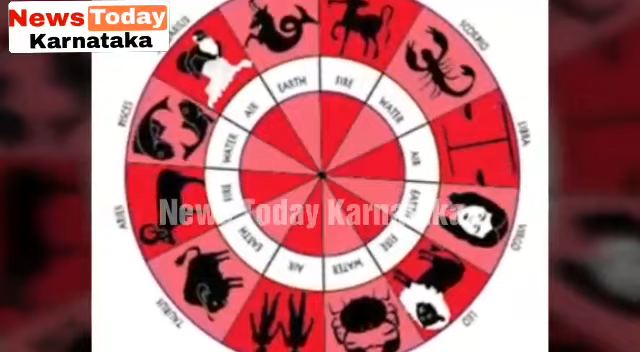 News Today
Karnataka
SCORPIO
LIBRA
VIRGO
LEO
TAURUS
ARIES
PISCES
EARTH
FIRE
WATER
AIR
EARTH
FIRE
WATER
AIR
EARTH
FIRE
WATER
AIR
News Today Karnataka